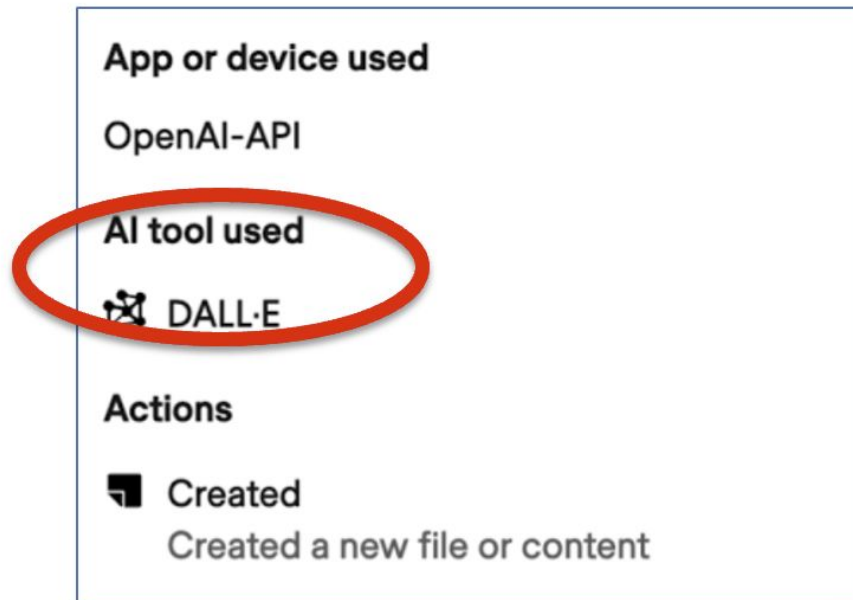 App or device used
OpenAI-API
AI tool used
DALL·E
Actions
Created
Created a new file or content